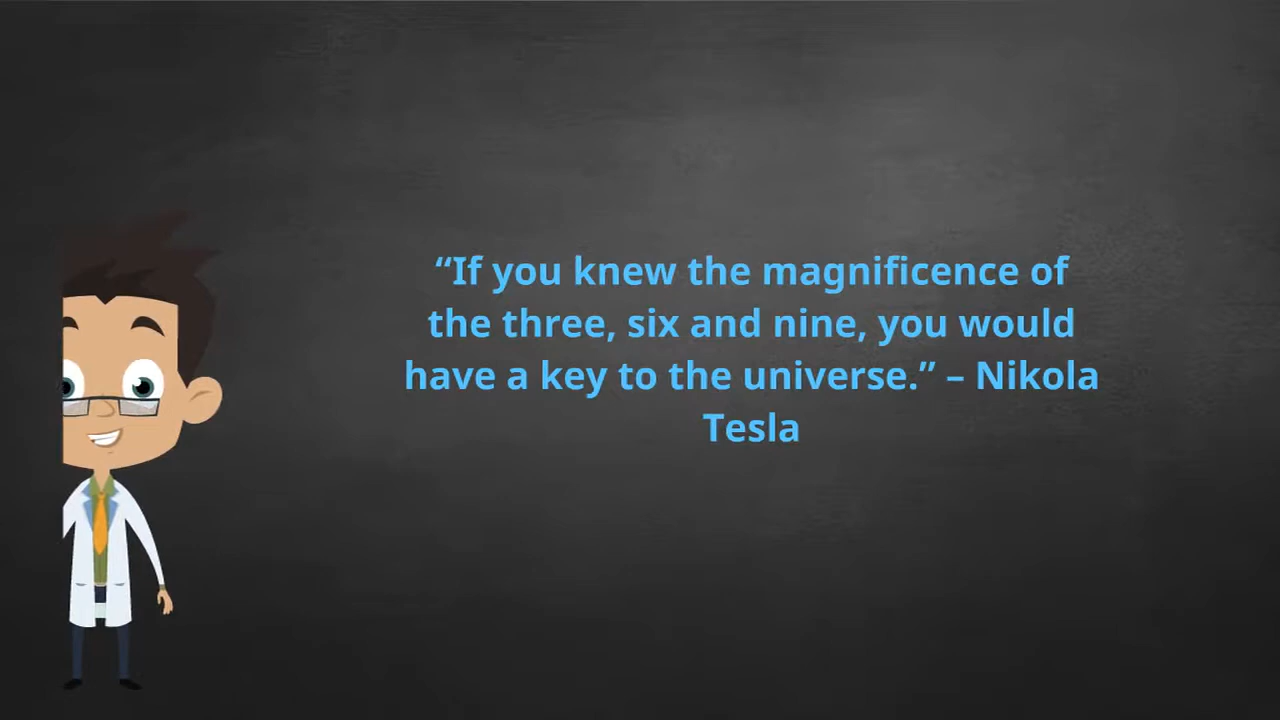 “If you knew the magnificence of
the three, six and nine, you would
have a key to the universe.” – Nikola
Tesla